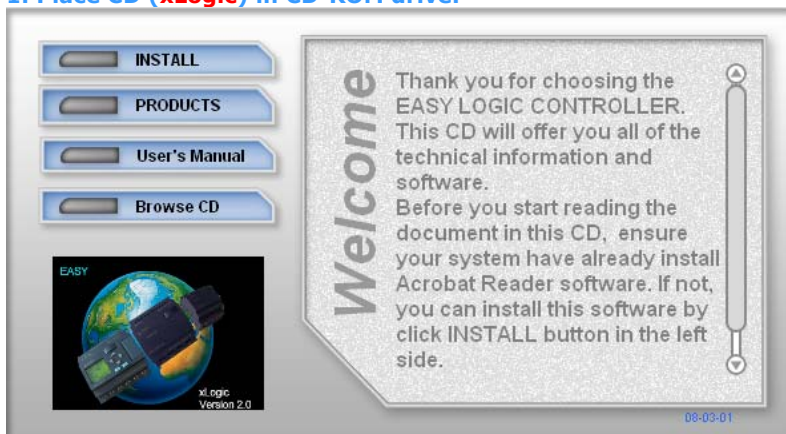 1. Place CD (xLogic) in CD-ROM driver
INSTALL
PRODUCTS
User's Manual
Browse CD
EASY
xLogic
Version 2.0
Welcome
Thank you for choosing the
EASY LOGIC CONTROLLER.
This CD will offer you all of the
technical information and
software.
Before you start reading the
document in this CD, ensure
your system have already install
Acrobat Reader software. If not,
you can install this software by
click INSTALL button in the left
side.
08-03-01